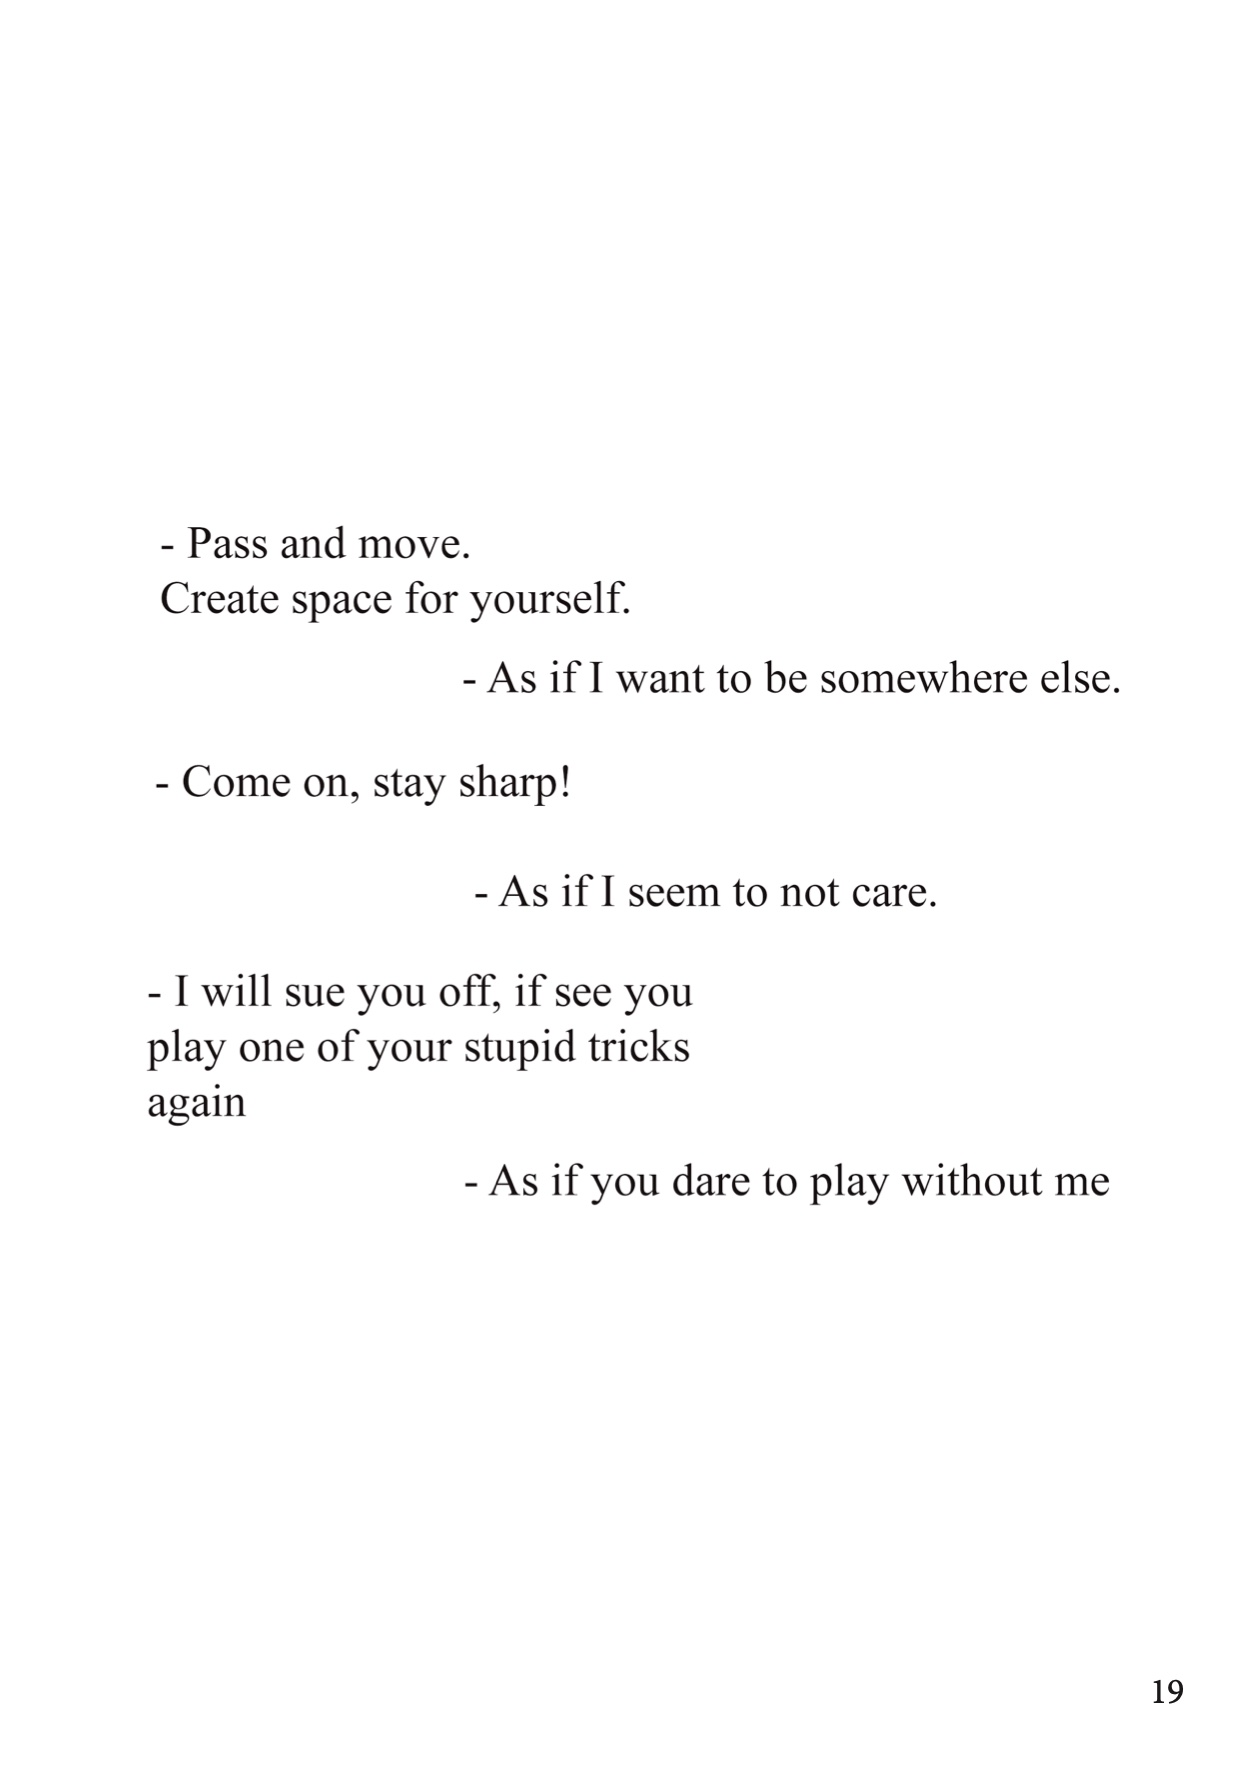 - Pass and move.
Create space for yourself.
- As if I want to be somewhere else.
- Come on, stay sharp!
- As if I seem to not care.
- I will sue you off, if see you
play one of your stupid tricks
again
- As if you dare to play without me
19